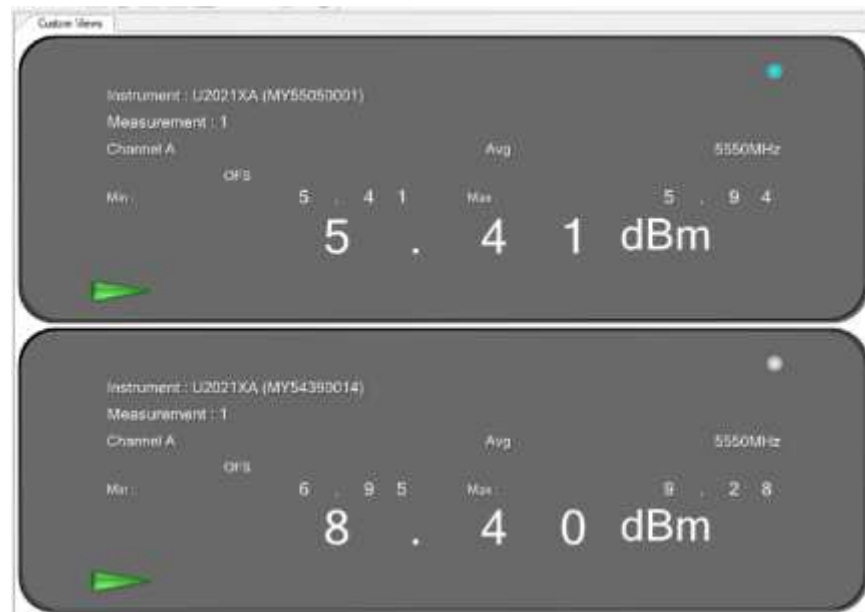 Custom Views
Instrument : U2021XA (MY55050001)
Measurement : 1
Channel A Avg 5550MHz
OFS
Min : 5 . 4 1 Max : 5 . 9 4
5 . 4 1 dBm
Instrument : U2021XA (MY54390014)
Measurement : 1
Channel A Avg 5550MHz
OFS
Min : 6 . 9 5 Max : 9 . 2 8
8 . 4 0 dBm